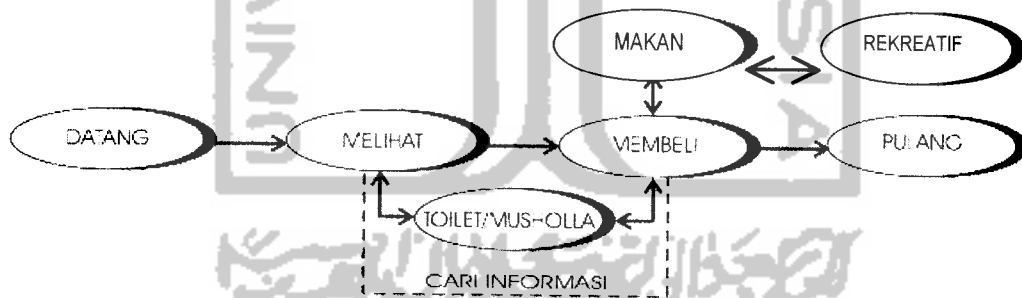 MAKAN
REKREATIF
DATANG
MELIHAT
MEMBELI
PULANG
TOILET/MUSHOLLA
CARI INFORMASI